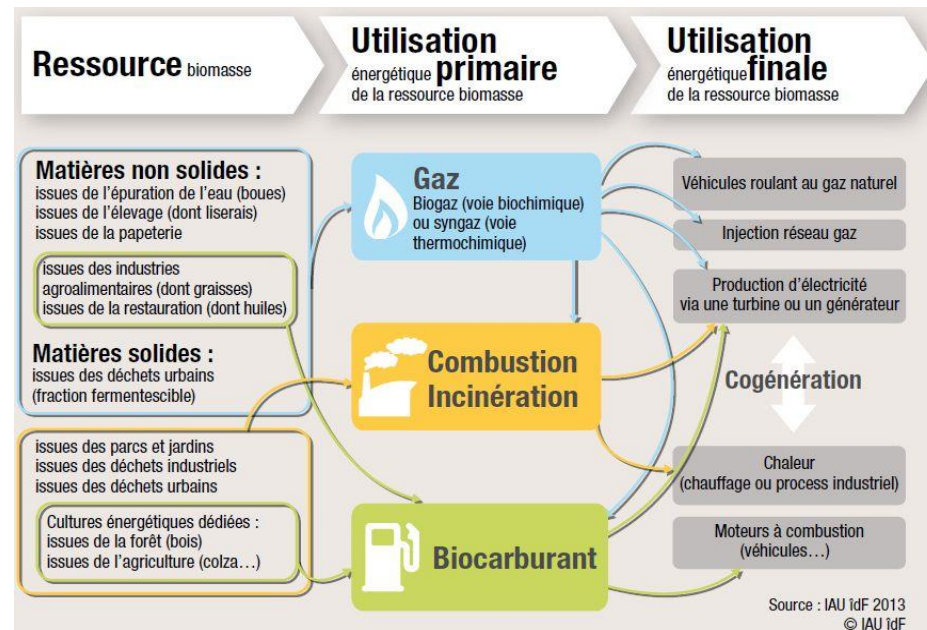 Ressource biomasse
Utilisation
énergétique primaire
de la ressource biomasse
Utilisation
énergétique finale
de la ressource biomasse
Matières non solides :
issues de l'épuration de l'eau (boues)
issues de l'élevage (dont liserais)
issues de la papeterie
issues des industries
agroalimentaires (dont graisses)
issues de la restauration (dont huiles)
Matières solides :
issues des déchets urbains
(fraction fermentescible)
issues des parcs et jardins
issues des déchets industriels
issues des déchets urbains
Cultures énergétiques dédiées :
issues de la forêt (bois)
issues de l'agriculture (colza…)
Gaz
Biogaz (voie biochimique)
ou syngaz (voie
thermochimique)
Combustion
Incinération
Biocarburant
Véhicules roulant au gaz naturel
Injection réseau gaz
Production d'électricité
via une turbine ou un générateur
Cogénération
Chaleur
(chauffage ou process industriel)
Moteurs à combustion
(véhicules…)
Source : IAU îdF 2013
© IAU îdF